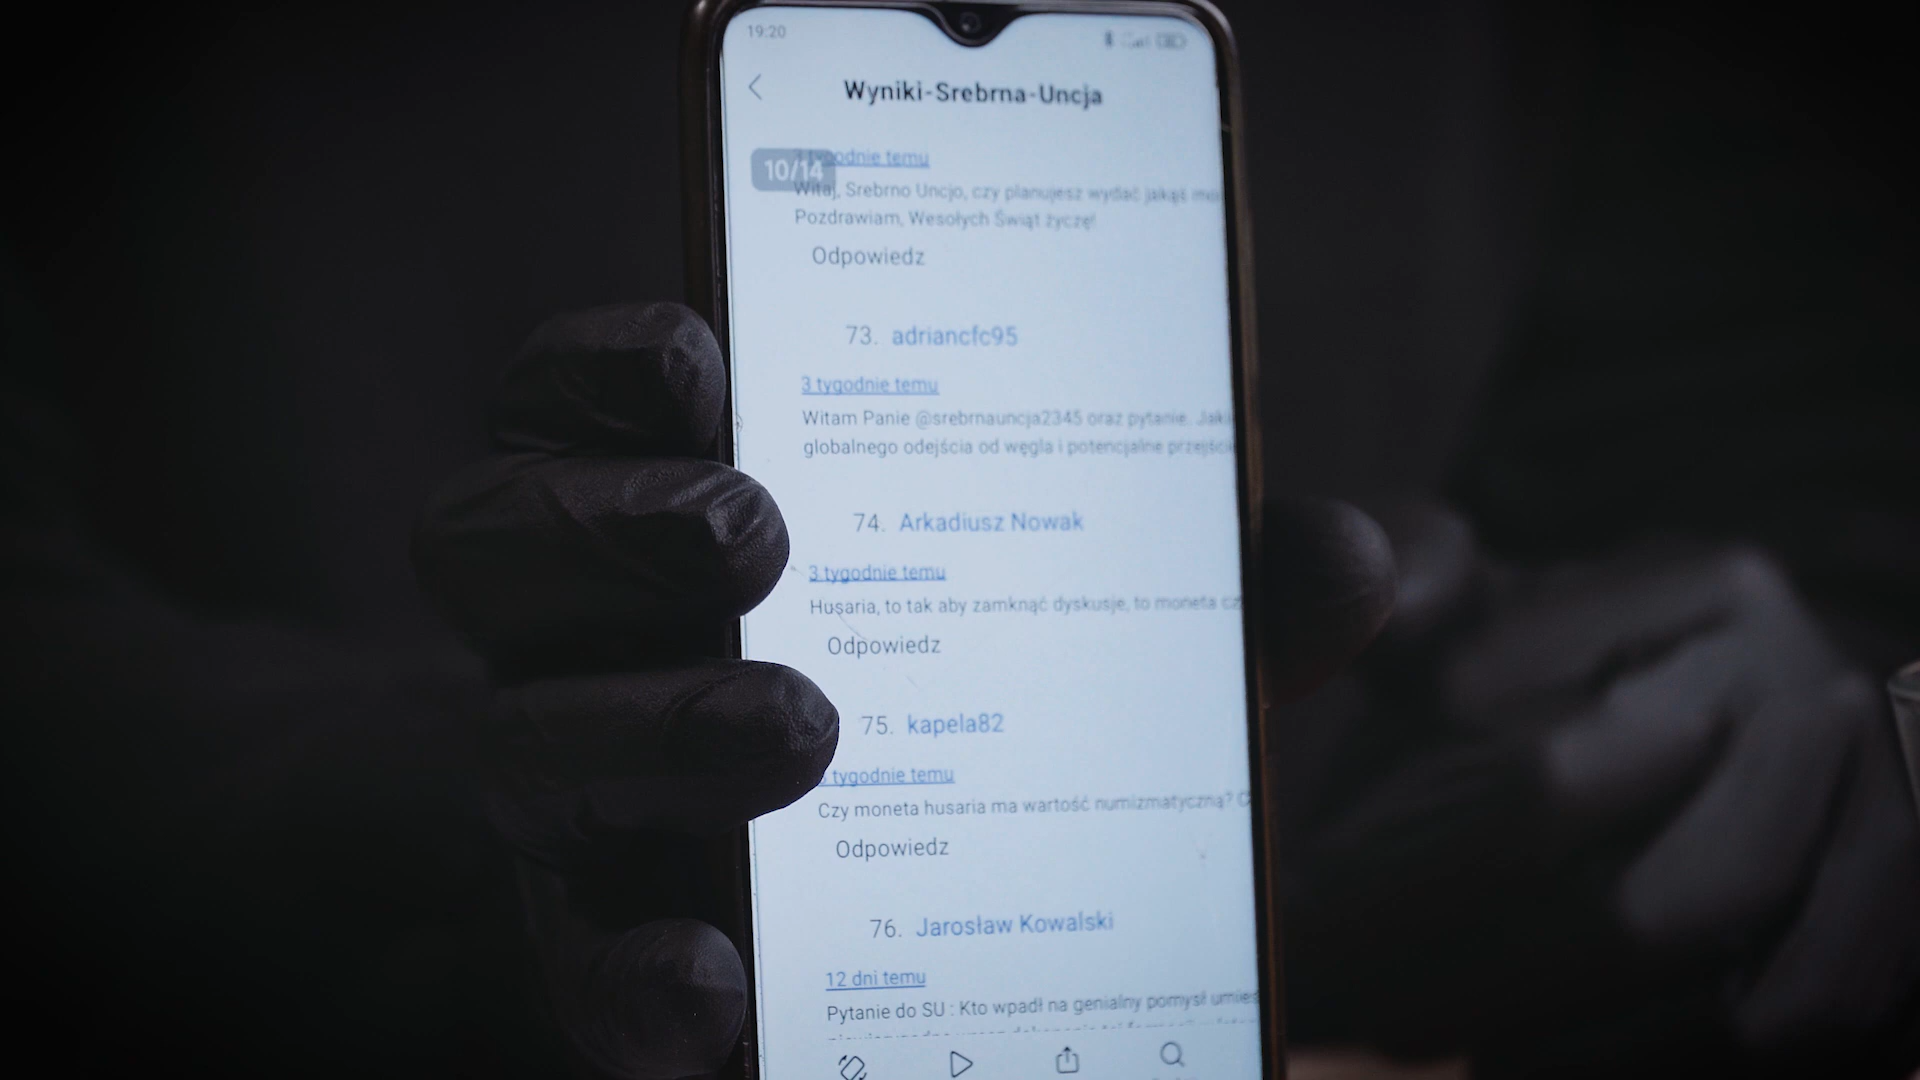 19:20
Wyniki-Srebrna-Uncja
10/14
tygodnie temu
Witaj, Srebrno Uncjo, czy planujesz wydać jakąś
Pozdrawiam, Wesołych Świąt życzę!
Odpowiedz
73. adriancfc95
3 tygodnie temu
Witam Panie @srebrnauncja2345 oraz pytanie. Jaki
globalnego odejścia od węgla i potencjalne przejści
74. Arkadiusz Nowak
3 tygodnie temu
Husaria, to tak aby zamknąć dyskusje, to moneta cz
Odpowiedz
75. kapela82
tygodnie temu
Czy moneta husaria ma wartość numizmatyczną?
Odpowiedz
76. Jarosław Kowalski
12 dni temu
Pytanie do SU : Kto wpadł na genialny pomysł umies